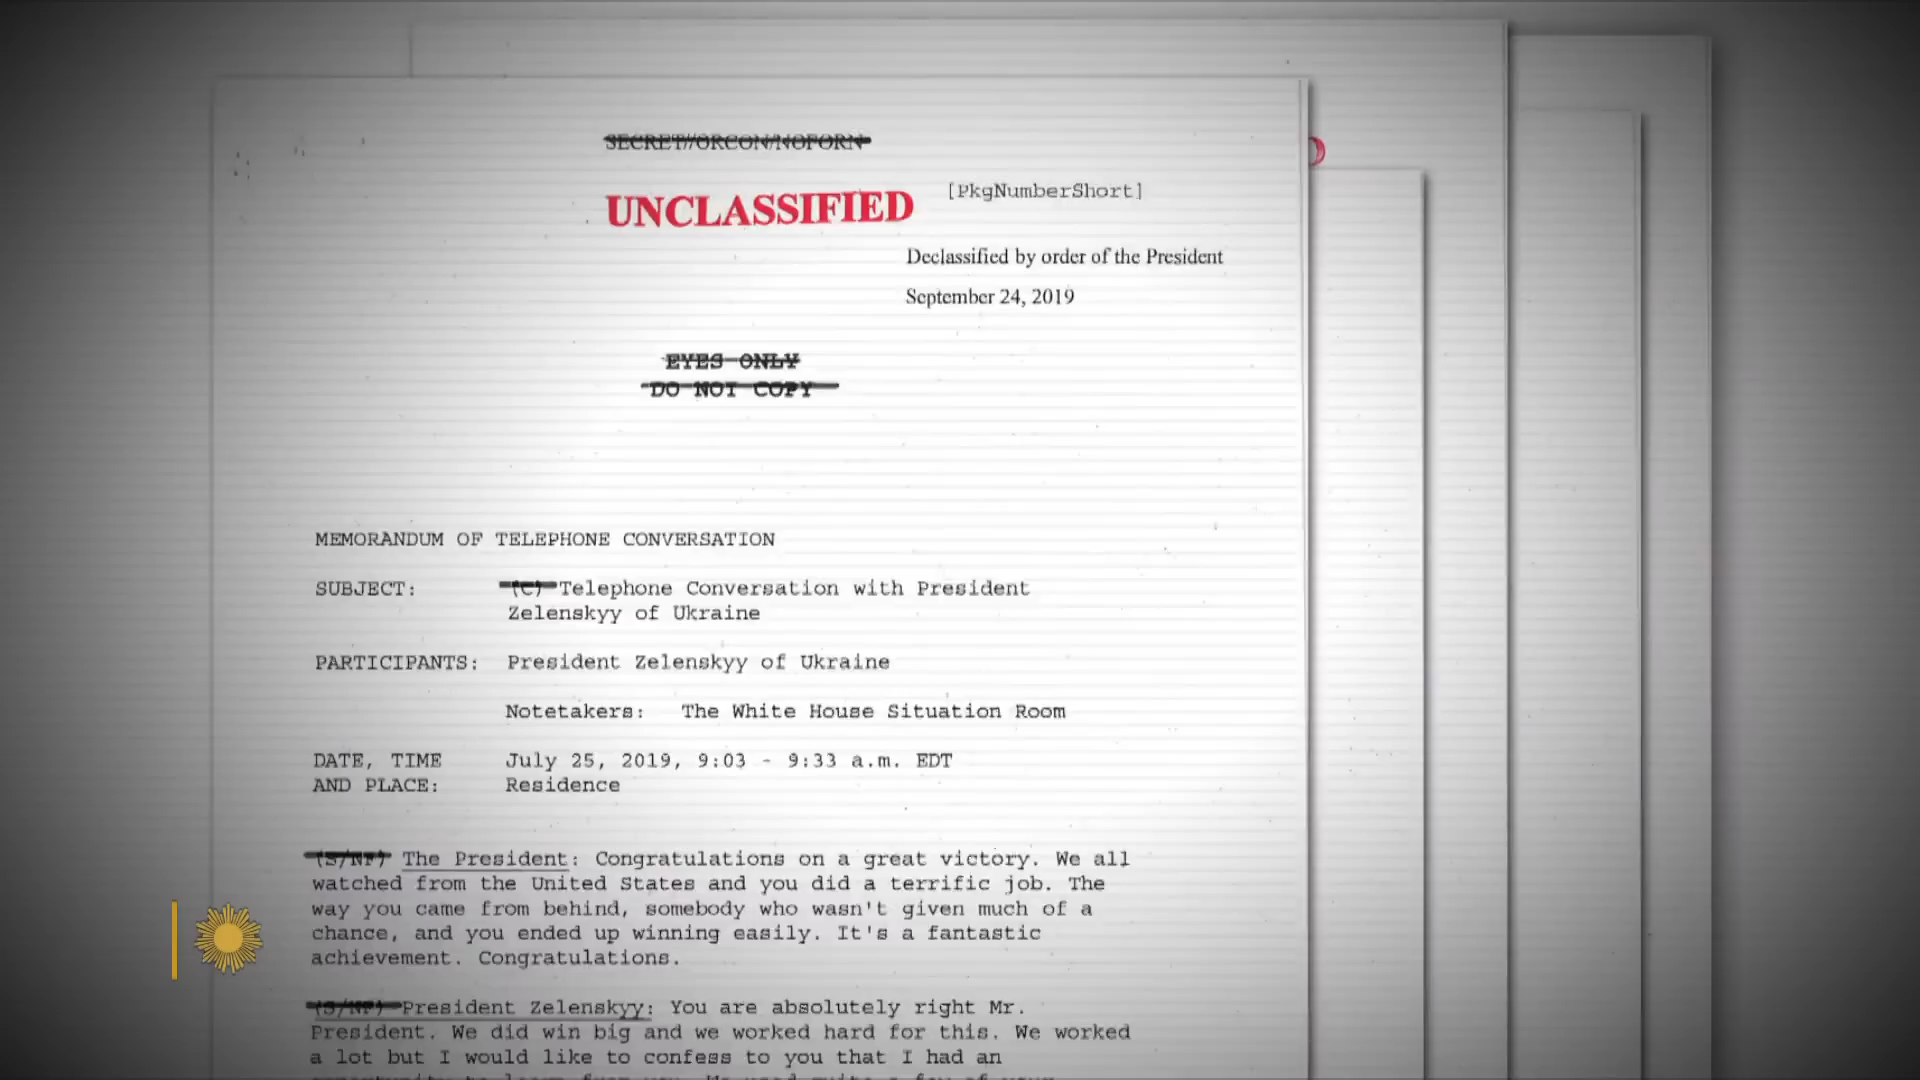 SECRET//ORCON/NOFORN
UNCLASSIFIED
[PkgNumberShort]
Declassified by order of the President
September 24, 2019
EYES ONLY
DO NOT COPY
MEMORANDUM OF TELEPHONE CONVERSATION
SUBJECT: (C) Telephone Conversation with President
Zelenskyy of Ukraine
PARTICIPANTS: President Zelenskyy of Ukraine
Notetakers: The White House Situation Room
DATE, TIME July 25, 2019, 9:03 - 9:33 a.m. EDT
AND PLACE: Residence
(S/NF) The President: Congratulations on a great victory. We all
watched from the United States and you did a terrific job. The
way you came from behind, somebody who wasn't given much of a
chance, and you ended up winning easily. It's a fantastic
achievement. Congratulations.
(S/NF) President Zelenskyy: You are absolutely right Mr.
President. We did win big and we worked hard for this. We worked
a lot but I would like to confess to you that I had an